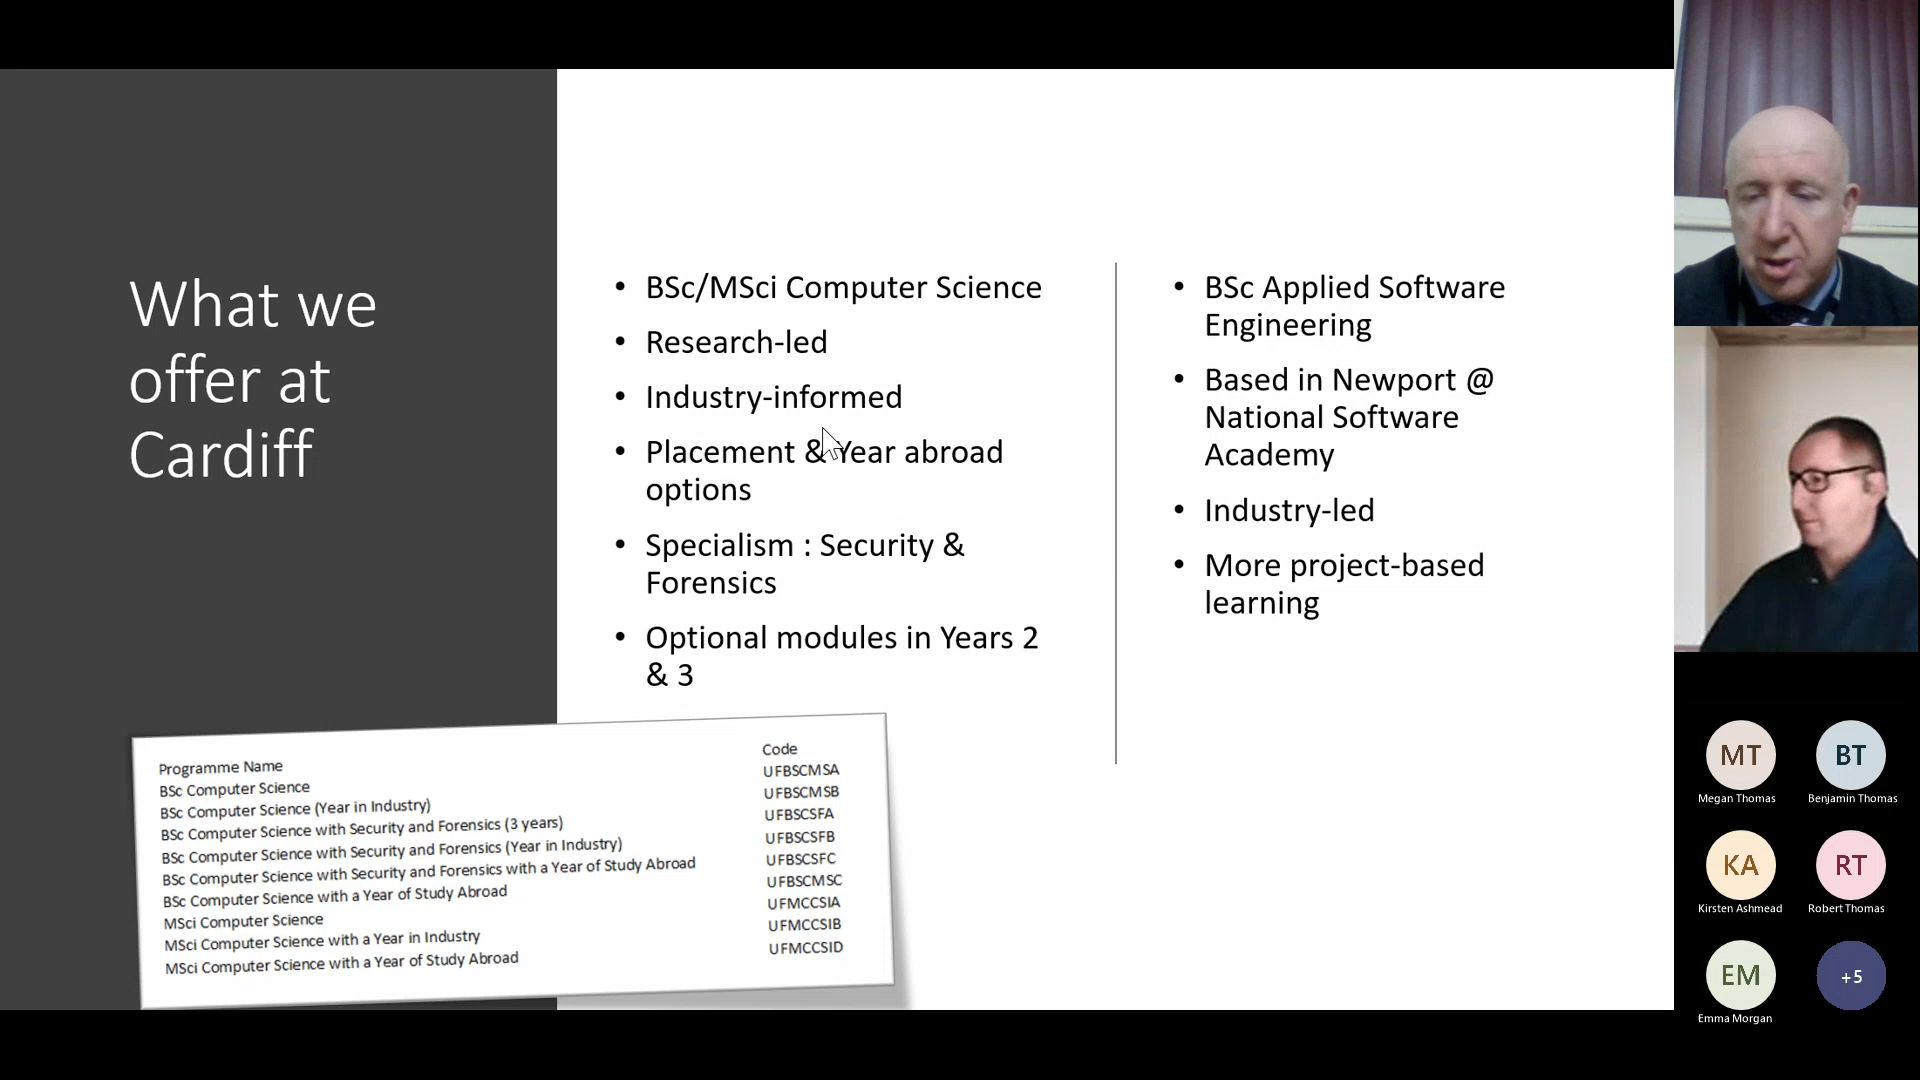 What we
offer at
Cardiff
• BSc/MSci Computer Science
• Research-led
• Industry-informed
• Placement & Year abroad
options
• Specialism : Security &
Forensics
• Optional modules in Years 2
& 3
• BSc Applied Software
Engineering
• Based in Newport @
National Software
Academy
• Industry-led
• More project-based
learning
Programme Name Code
BSc Computer Science UFBSCMSA
BSc Computer Science (Year in Industry) UFBSCMSB
BSc Computer Science with Security and Forensics (3 years) UFBSCSFA
BSc Computer Science with Security and Forensics (Year in Industry) UFBSCSFB
BSc Computer Science with Security and Forensics with a Year of Study Abroad UFBSCSFC
BSc Computer Science with a Year of Study Abroad UFBSCMSC
MSci Computer Science UFMCCSIA
MSci Computer Science with a Year in Industry UFMCCSIB
MSci Computer Science with a Year of Study Abroad UFMCCSID
MT BT
Megan Thomas Benjamin Thomas
KA RT
Kirsten Ashmead Robert Thomas
EM +5
Emma Morgan